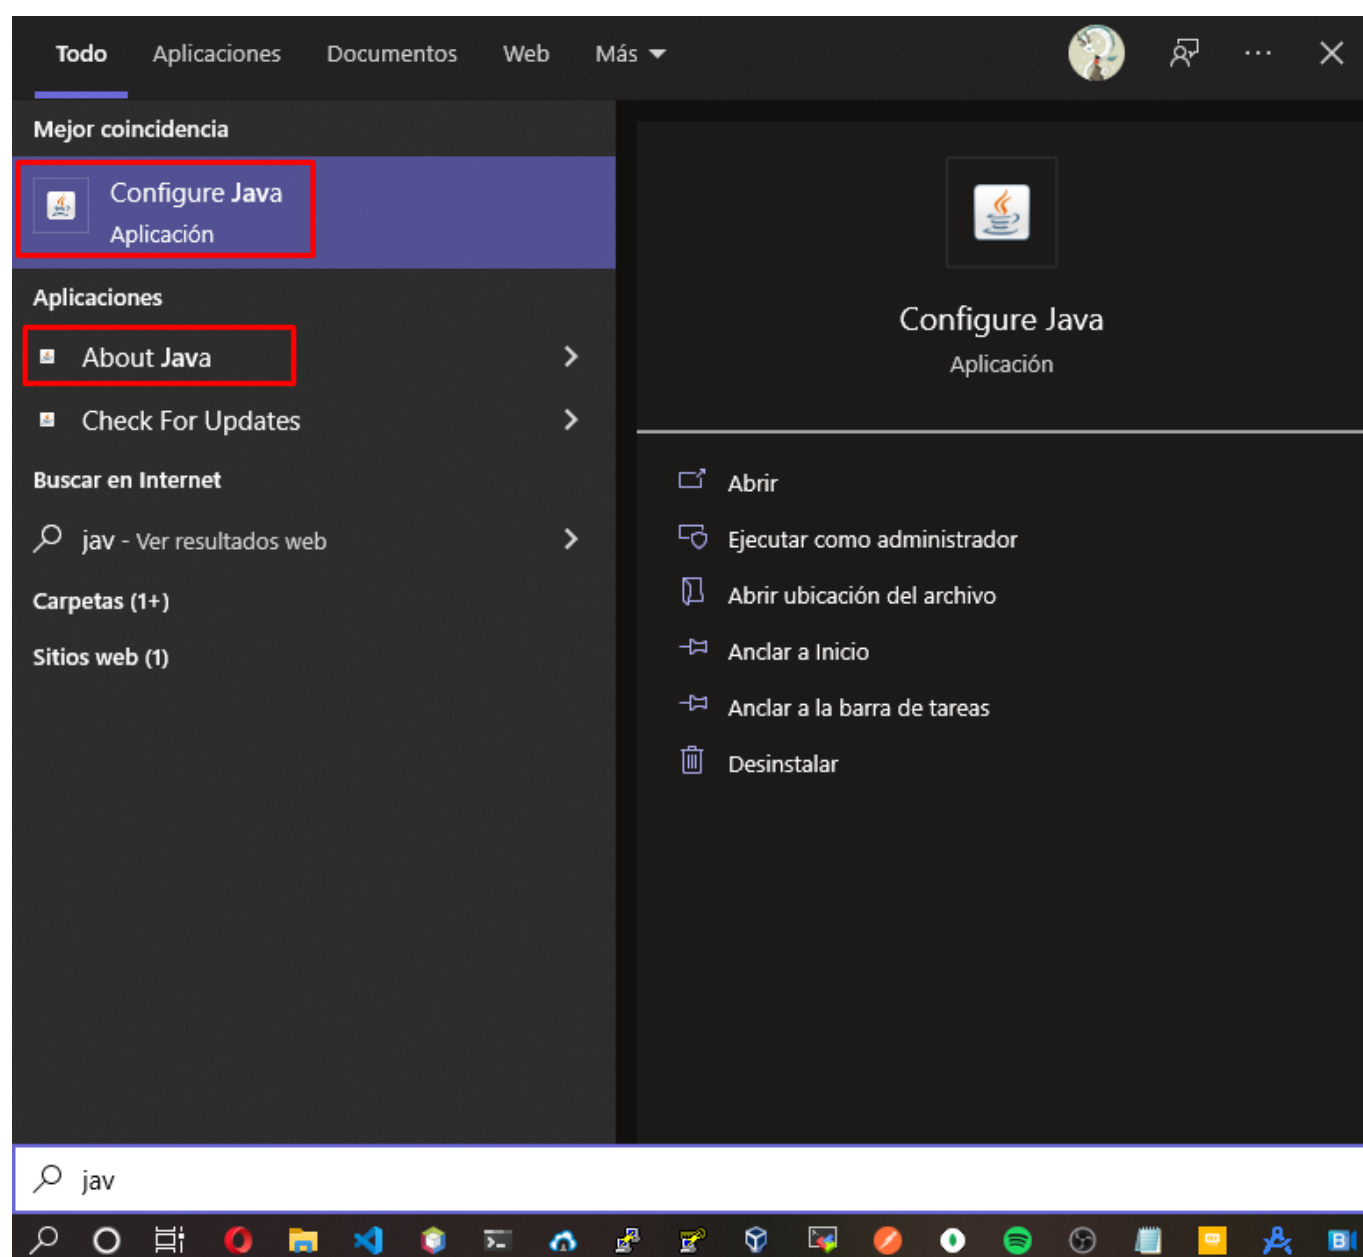 Todo Aplicaciones Documentos Web Más
Mejor coincidencia
Configure Java
Aplicación
Aplicaciones
About Java
Check For Updates
Buscar en Internet
jav - Ver resultados web
Carpetas (1+)
Sitios web (1)
Configure Java
Aplicación
Abrir
Ejecutar como administrador
Abrir ubicación del archivo
Anclar a Inicio
Anclar a la barra de tareas
Desinstalar
jav